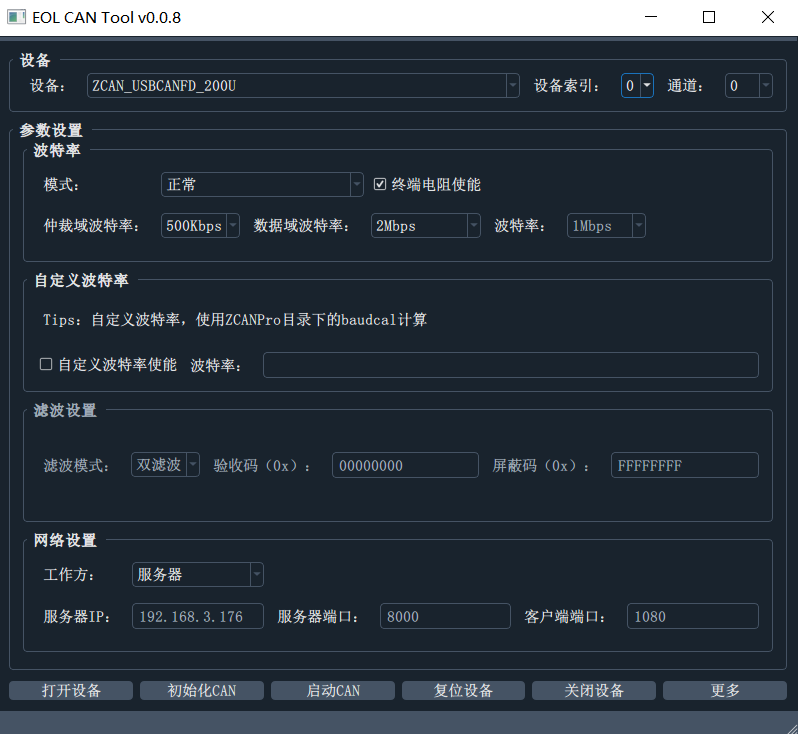 EOL CAN Tool v0.0.8
设备
设备： ZCAN_USBCANFD_200U 设备索引： 0 通道： 0
参数设置
波特率
模式： 正常 终端电阻使能
仲裁域波特率： 500Kbps 数据域波特率： 2Mbps 波特率： 1Mbps
自定义波特率
Tips：自定义波特率，使用ZCANPro目录下的baudcal计算
自定义波特率使能 波特率：
滤波设置
滤波模式： 双滤波 验收码（0x）： 00000000 屏蔽码（0x）： FFFFFFFF
网络设置
工作方： 服务器
服务器IP： 192.168.3.176 服务器端口： 8000 客户端端口： 1080
打开设备 初始化CAN 启动CAN 复位设备 关闭设备 更多